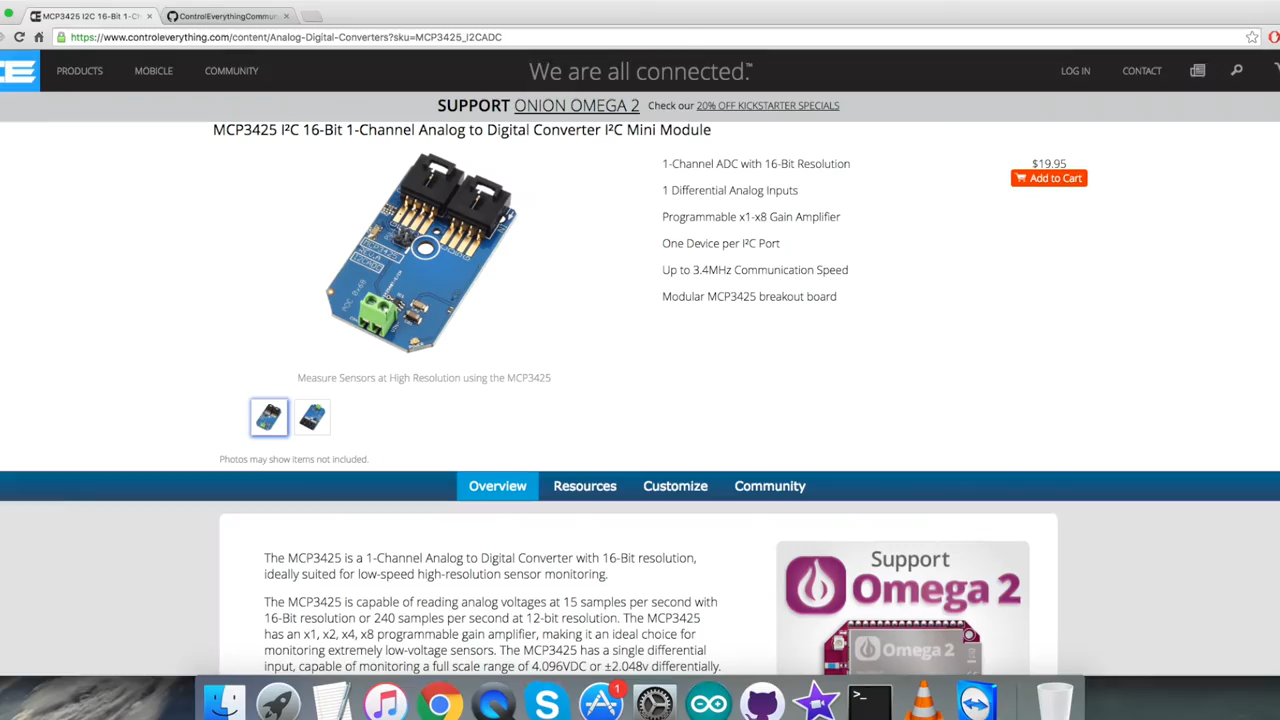 MCP3425 I2C 16-Bit 1-Ch
ControlEverythingCommun
https://www.controleverything.com/content/Analog-Digital-Converters?sku=MCP3425_I2CADC
CE
PRODUCTS
MOBICLE
COMMUNITY
We are all connected.™
LOG IN
CONTACT
SUPPORT ONION OMEGA 2 Check our 20% OFF KICKSTARTER SPECIALS
MCP3425 I²C 16-Bit 1-Channel Analog to Digital Converter I²C Mini Module
1-Channel ADC with 16-Bit Resolution
$19.95
Add to Cart
1 Differential Analog Inputs
Programmable x1-x8 Gain Amplifier
One Device per I²C Port
Up to 3.4MHz Communication Speed
Modular MCP3425 breakout board
MCP3425
I2CADC
Measure Sensors at High Resolution using the MCP3425
Photos may show items not included.
Overview
Resources
Customize
Community
The MCP3425 is a 1-Channel Analog to Digital Converter with 16-Bit resolution,
ideally suited for low-speed high-resolution sensor monitoring.
The MCP3425 is capable of reading analog voltages at 15 samples per second with
16-Bit resolution or 240 samples per second at 12-bit resolution. The MCP3425
has an x1, x2, x4, x8 programmable gain amplifier, making it an ideal choice for
monitoring extremely low-voltage sensors. The MCP3425 has a single differential
input, capable of monitoring a full scale range of 4.096VDC or ±2.048v differentially.
Support
Omega 2
Omega 2
1
>_